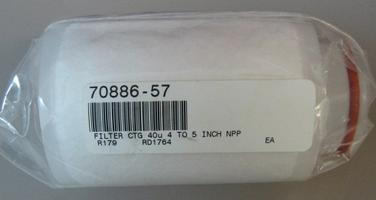 70886-57
FILTER CTG 40u 4 TO 5 INCH NPP
R179 RD1764 EA